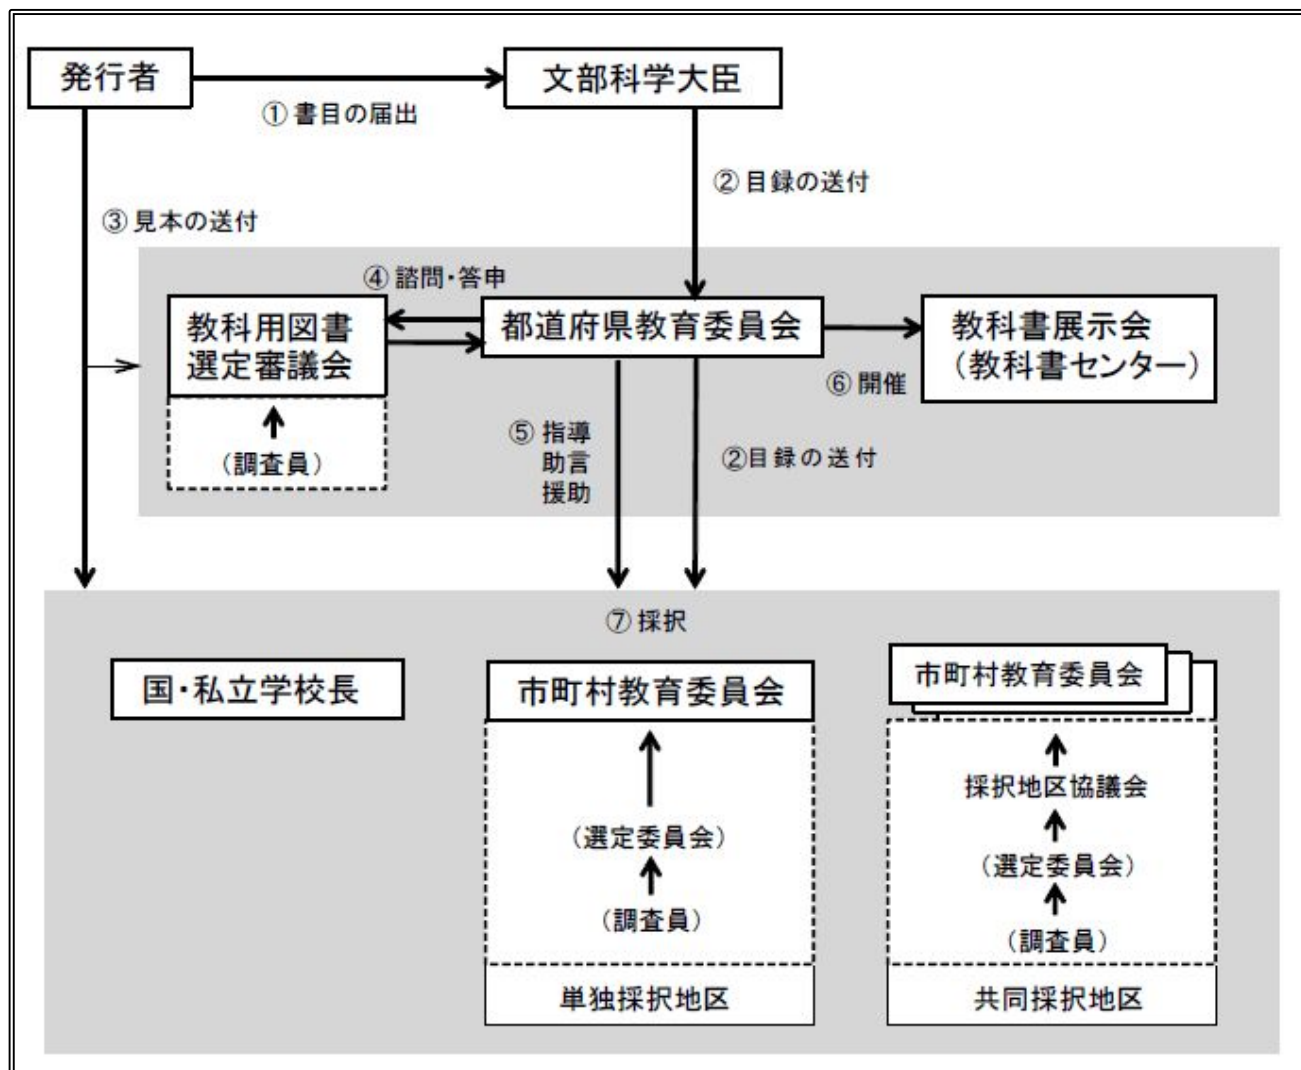 発行者
文部科学大臣
① 書目の届出
② 目録の送付
③ 見本の送付
④ 諮問・答申
教科用図書
選定審議会
都道府県教育委員会
教科書展示会
（教科書センター）
⑥ 開催
（調査員）
⑤ 指導
助言
援助
②目録の送付
⑦ 採択
国・私立学校長
市町村教育委員会
（選定委員会）
（調査員）
単独採択地区
市町村教育委員会
採択地区協議会
（選定委員会）
（調査員）
共同採択地区